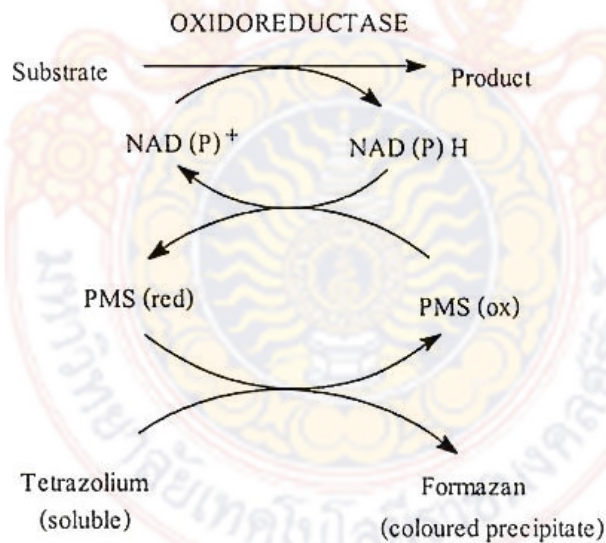 OXIDOREDUCTASE
Substrate
Product
NAD (P)+
NAD (P) H
PMS (red)
PMS (ox)
Tetrazolium
(soluble)
Formazan
(coloured precipitate)